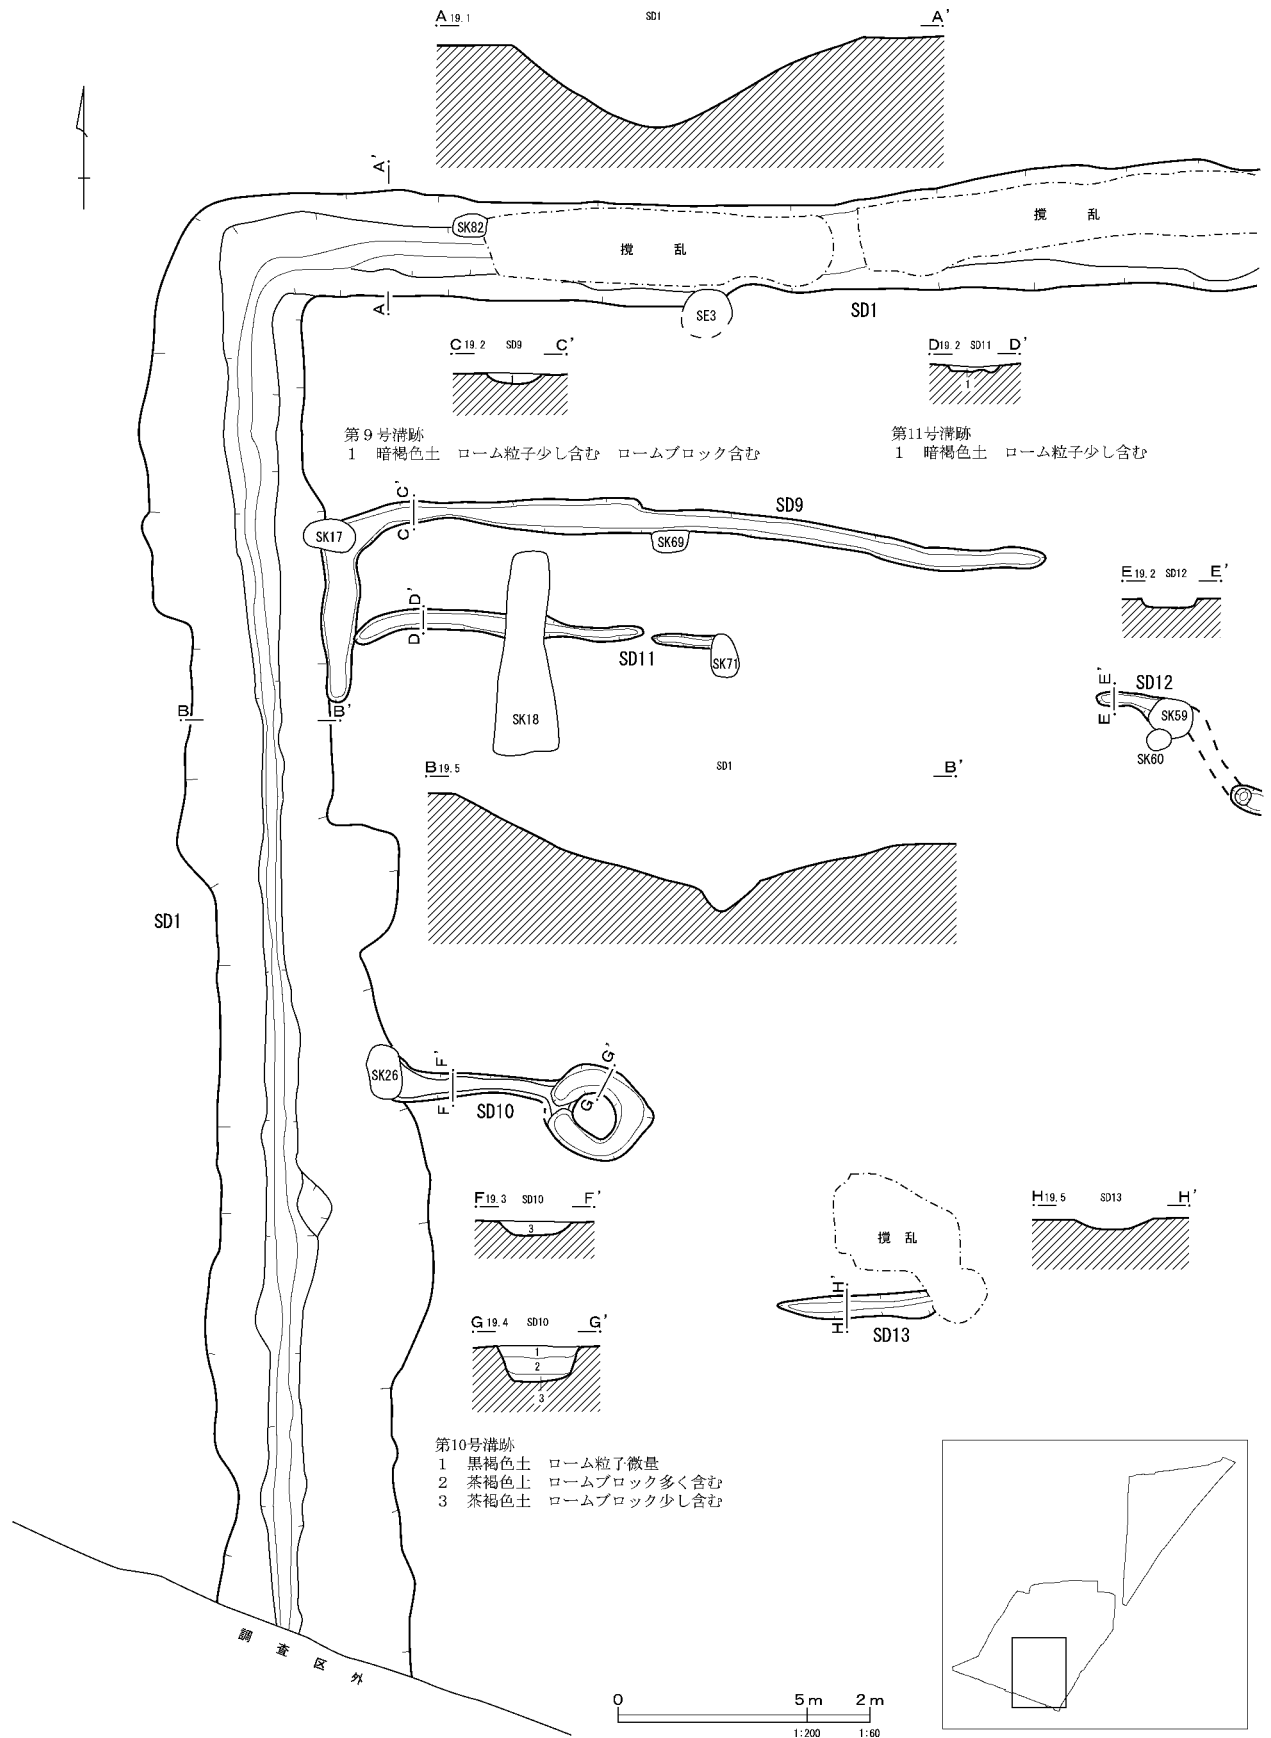 A 19.1 SD1 A'
A'
SK82
攪 乱
攪 乱
A
SE3
SD1
C 19.2 SD9 C'
1
D 19.2 SD11 D'
1
第9号溝跡
1 暗褐色土 ローム粒子少し含む ロームブロック含む
第11号溝跡
1 暗褐色土 ローム粒子少し含む
C'
C
SD9
SK17
SK69
E 19.2 SD12 E'
D'
D
SD11
SK71
SK18
E'
E
SD12
SK59
SK60
B B'
B 19.5 SD1 B'
SD1
SK26
F'
F
SD10
G'
G
F 19.3 SD10 F'
3
H 19.5 SD13 H'
攪 乱
H'
H
SD13
G 19.4 SD10 G'
1
2
3
第10号溝跡
1 黒褐色土 ローム粒子微量
2 茶褐色土 ロームブロック多く含む
3 茶褐色土 ロームブロック少し含む
調 査 区 外
0 5m 2m
1:200 1:60